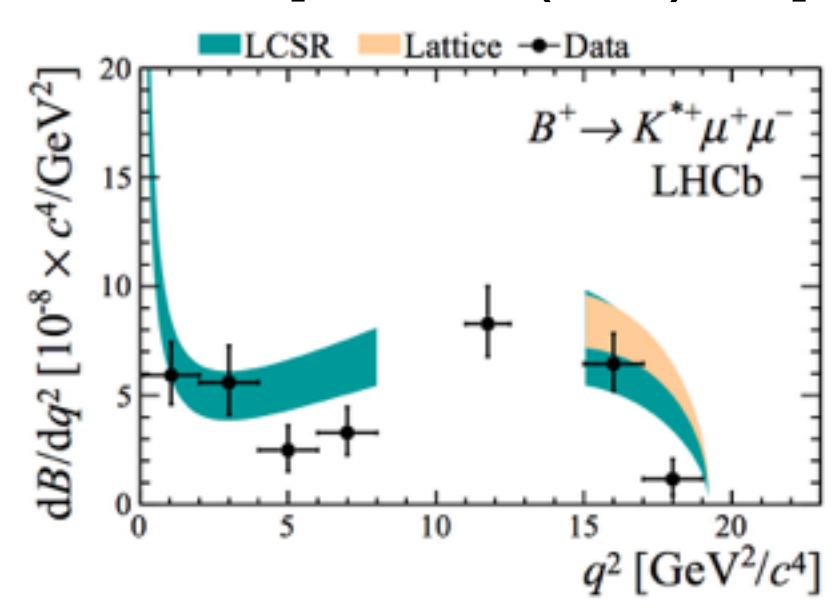 LCSR Lattice Data
B⁺ → K*⁺μ⁺μ⁻
LHCb
dB/dq² [10⁻⁸ × c⁴/GeV²]
20
15
10
5
0
0 5 10 15 20
q² [GeV²/c⁴]